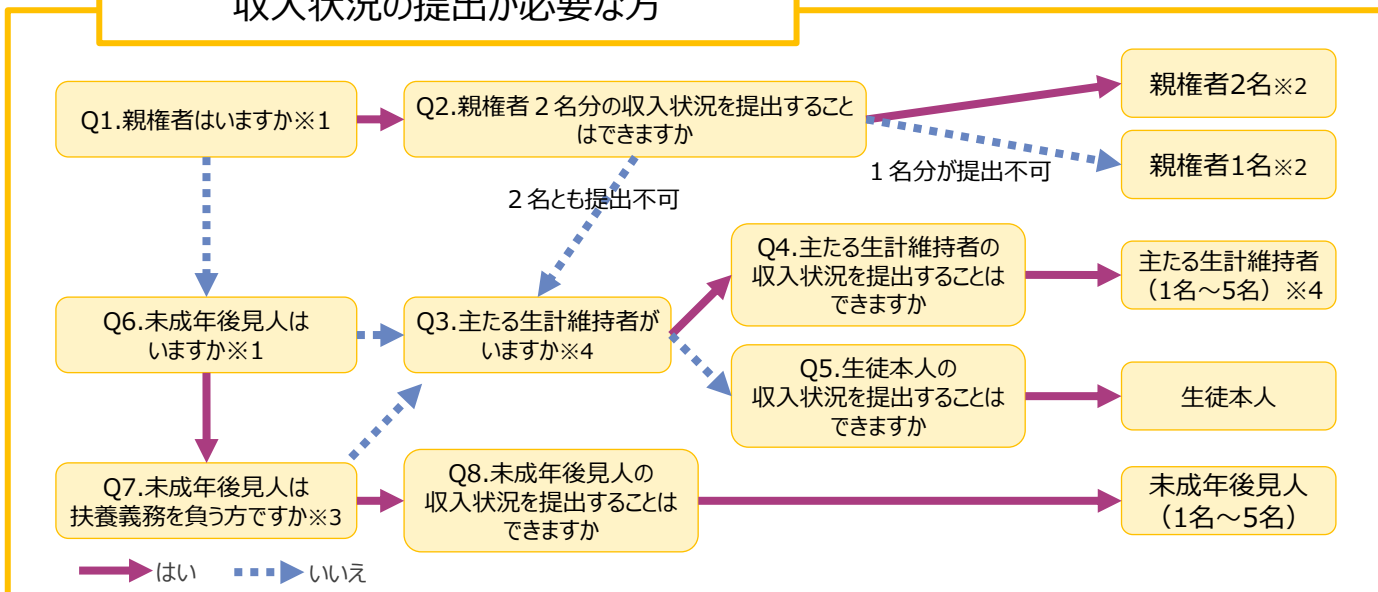 収入状況の提出が必要な方
Q1.親権者はいますか※1
Q2.親権者２名分の収入状況を提出すること
はできますか
親権者2名※2
親権者1名※2
１名分が提出不可
２名とも提出不可
Q6.未成年後見人は
いますか※1
Q3.主たる生計維持者が
いますか※4
Q4.主たる生計維持者の
収入状況を提出することは
できますか
主たる生計維持者
（1名～5名）※4
Q5.生徒本人の
収入状況を提出することは
できますか
生徒本人
Q7.未成年後見人は
扶養義務を負う方ですか※3
Q8.未成年後見人の
収入状況を提出することは
できますか
未成年後見人
（1名～5名）
はい
いいえ